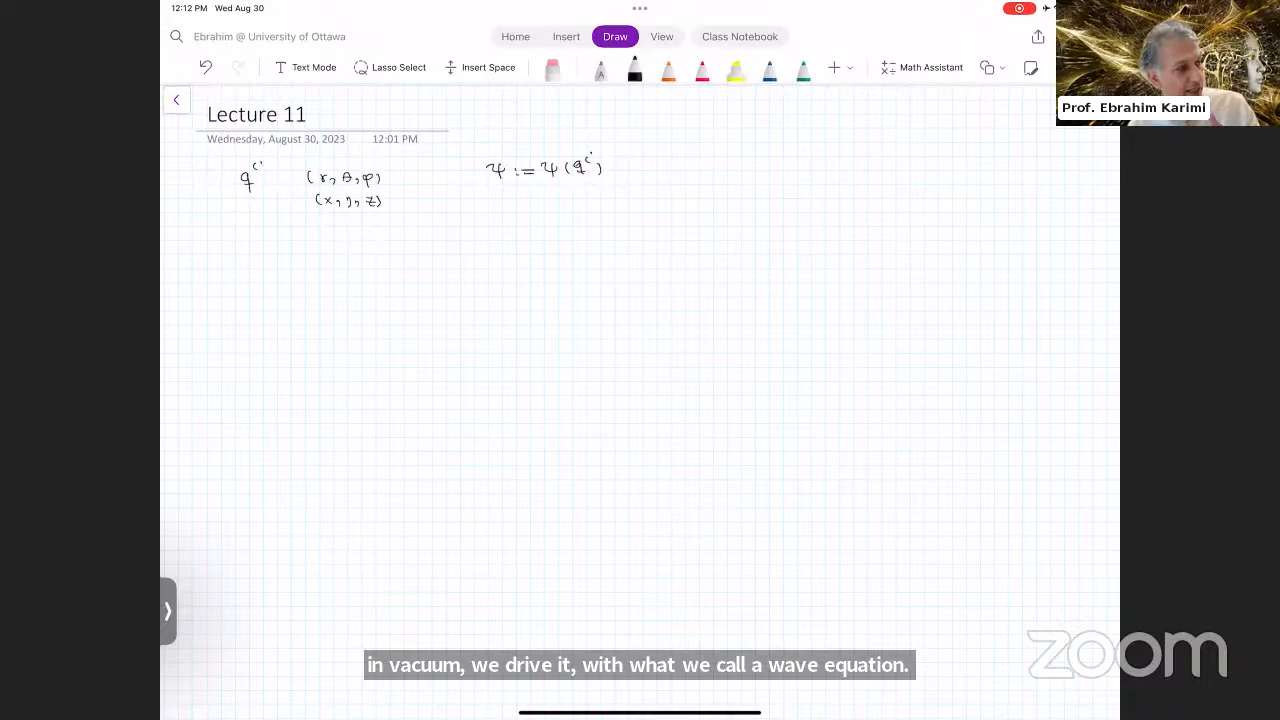 12:12 PM Wed Aug 30
Ebrahim @ University of Ottawa
Home Insert Draw View Class Notebook
Text Mode Lasso Select Insert Space Math Assistant
Prof. Ebrahim Karimi
Lecture 11
Wednesday, August 30, 2023 12:01 PM
q^i (r, θ, φ) ψ := ψ(q^i)
(x, y, z)
in vacuum, we drive it, with what we call a wave equation.
zoom